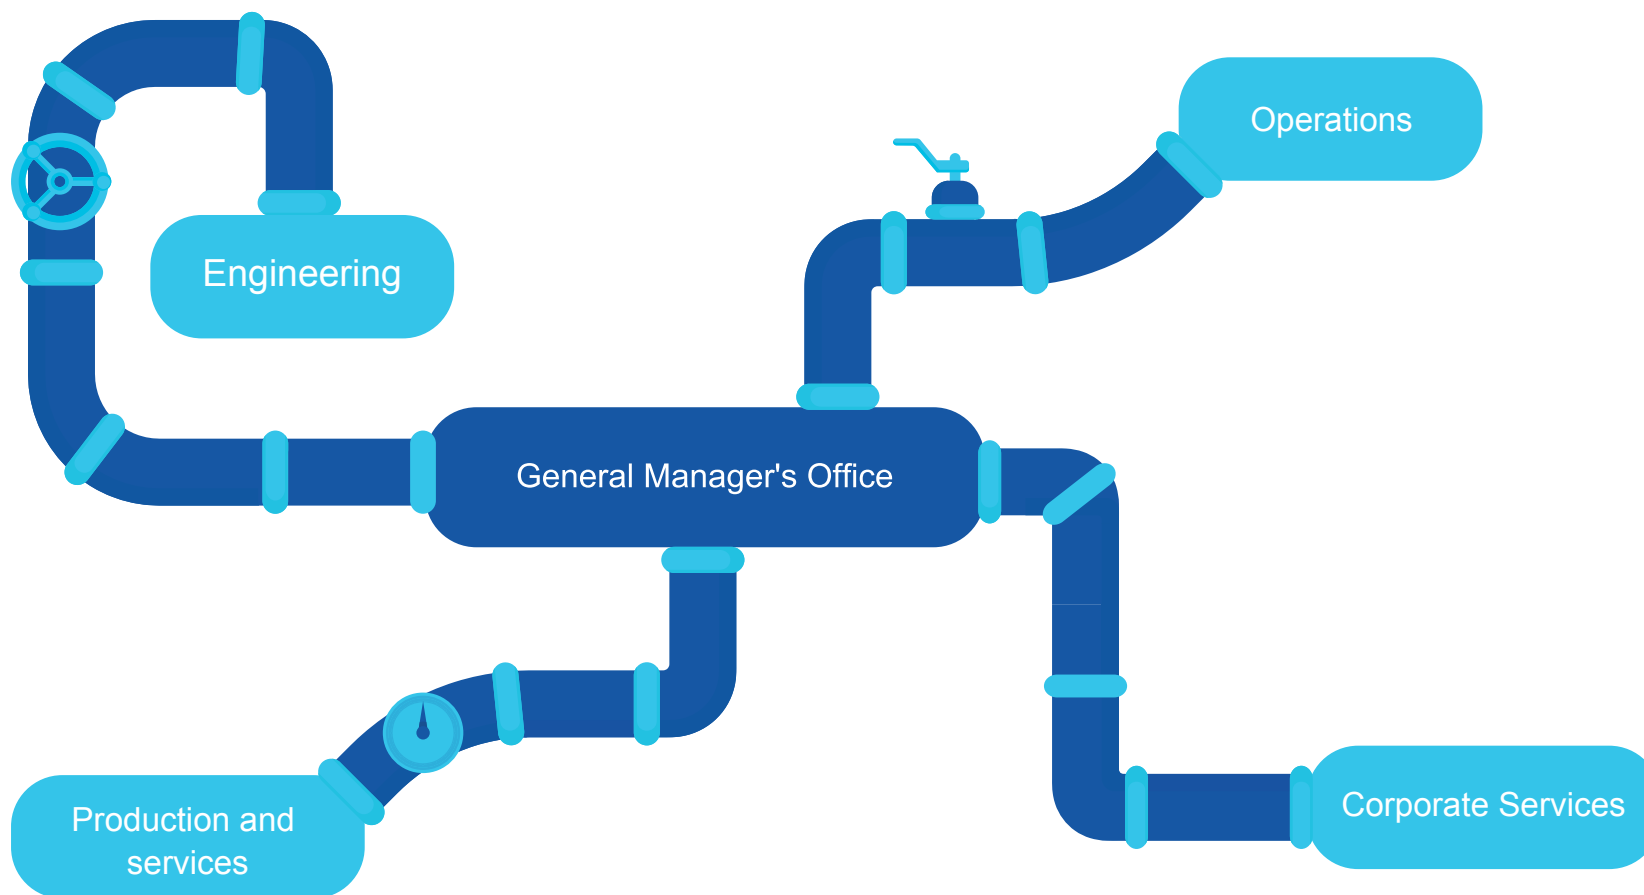 Operations
Engineering
General Manager's Office
Production and
services
Corporate Services